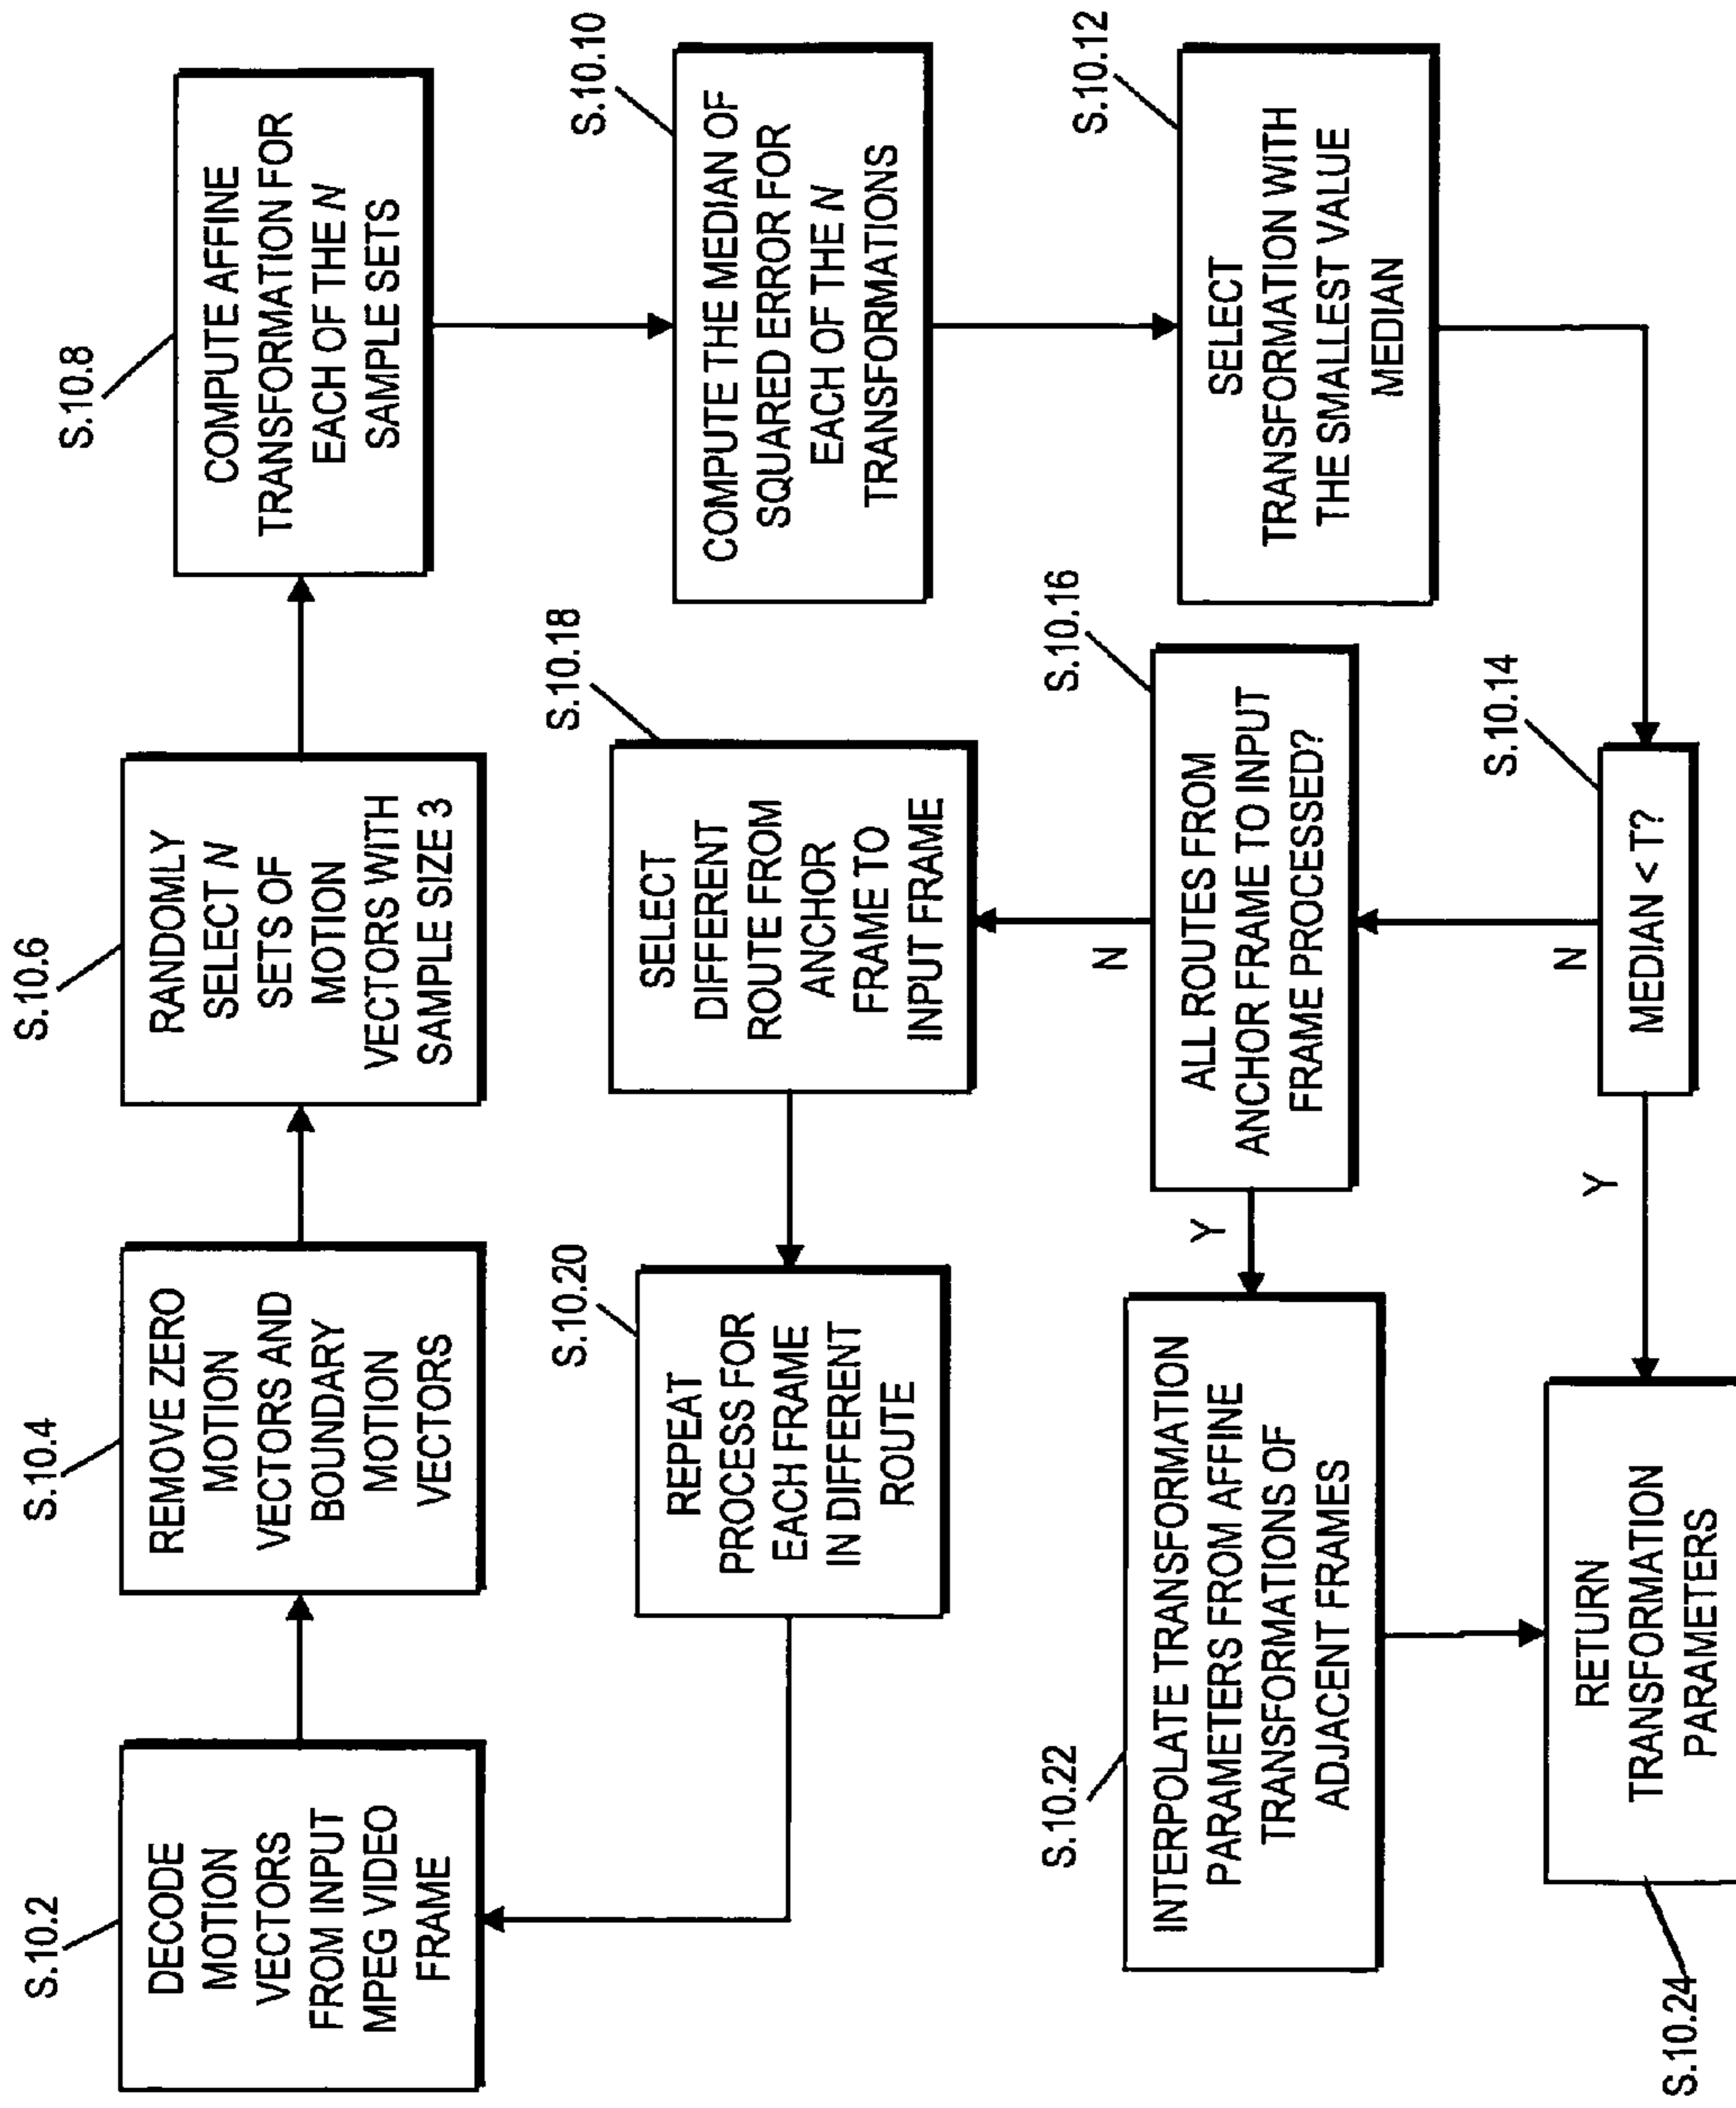 S.10.2
DECODE
MOTION
VECTORS
FROM INPUT
MPEG VIDEO
FRAME
S.10.4
REMOVE ZERO
MOTION
VECTORS AND
BOUNDARY
MOTION
VECTORS
S.10.6
RANDOMLY
SELECT N
SETS OF
MOTION
VECTORS WITH
SAMPLE SIZE 3
S.10.8
COMPUTE AFFINE
TRANSFORMATION FOR
EACH OF THE N
SAMPLE SETS
S.10.10
COMPUTE THE MEDIAN OF
SQUARED ERROR FOR
EACH OF THE N
TRANSFORMATIONS
S.10.12
SELECT
TRANSFORMATION WITH
THE SMALLEST VALUE
MEDIAN
S.10.14
MEDIAN < T?
N
Y
S.10.16
ALL ROUTES FROM
ANCHOR FRAME TO INPUT
FRAME PROCESSED?
N
Y
S.10.18
SELECT
DIFFERENT
ROUTE FROM
ANCHOR
FRAME TO
INPUT FRAME
S.10.20
REPEAT
PROCESS FOR
EACH FRAME
IN DIFFERENT
ROUTE
S.10.22
INTERPOLATE TRANSFORMATION
PARAMETERS FROM AFFINE
TRANSFORMATIONS OF
ADJACENT FRAMES
S.10.24
RETURN
TRANSFORMATION
PARAMETERS